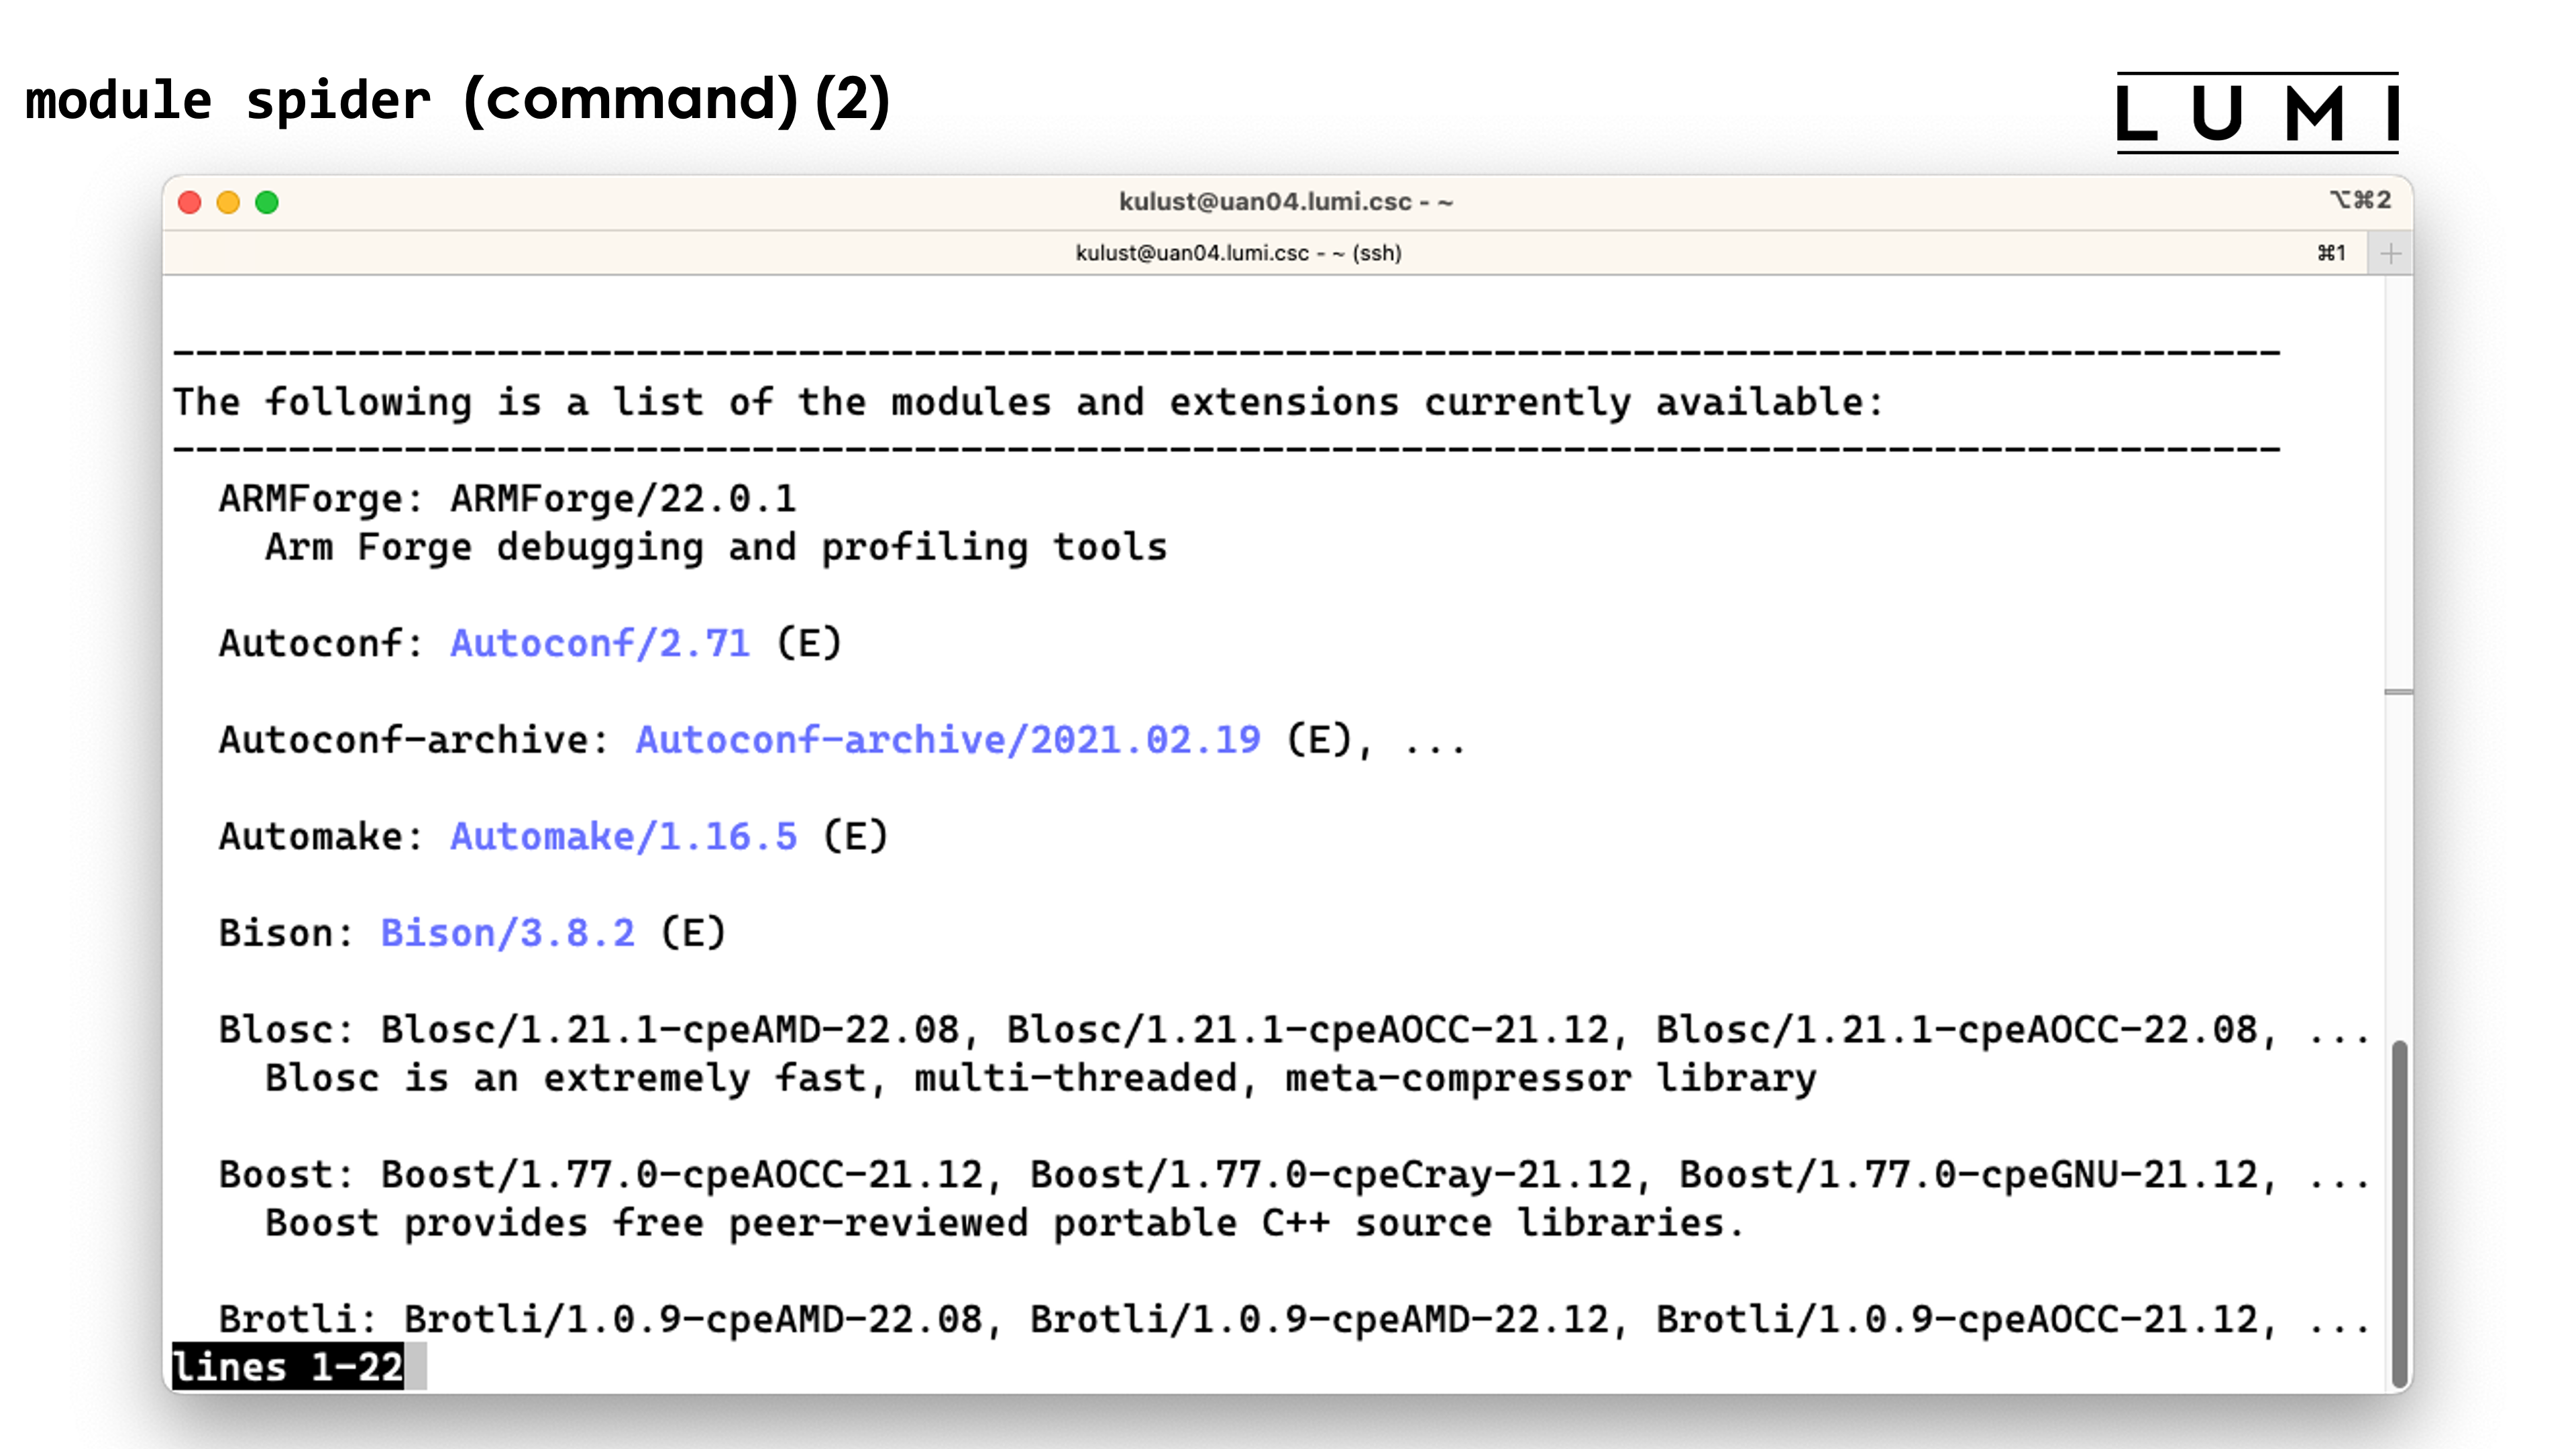 module spider (command) (2)
LUMI
kulust@uan04.lumi.csc - ~
⌥⌘2
kulust@uan04.lumi.csc - ~ (ssh)
⌘1 +
-------------------------------------------------------------------------------------------
The following is a list of the modules and extensions currently available:
-------------------------------------------------------------------------------------------
ARMForge: ARMForge/22.0.1
Arm Forge debugging and profiling tools
Autoconf: Autoconf/2.71 (E)
Autoconf-archive: Autoconf-archive/2021.02.19 (E), ...
Automake: Automake/1.16.5 (E)
Bison: Bison/3.8.2 (E)
Blosc: Blosc/1.21.1-cpeAMD-22.08, Blosc/1.21.1-cpeAOCC-21.12, Blosc/1.21.1-cpeAOCC-22.08, ...
Blosc is an extremely fast, multi-threaded, meta-compressor library
Boost: Boost/1.77.0-cpeAOCC-21.12, Boost/1.77.0-cpeCray-21.12, Boost/1.77.0-cpeGNU-21.12, ...
Boost provides free peer-reviewed portable C++ source libraries.
Brotli: Brotli/1.0.9-cpeAMD-22.08, Brotli/1.0.9-cpeAMD-22.12, Brotli/1.0.9-cpeAOCC-21.12, ...
lines 1-22